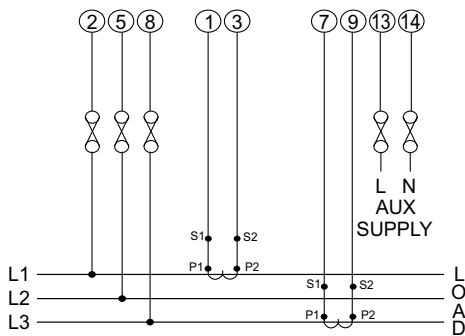 2 5 8 1 3 7 9 13 14
L N
AUX
SUPPLY
S1 S2
P1 P2
L1
S1 S2
L2
P1 P2
L3
LOAD